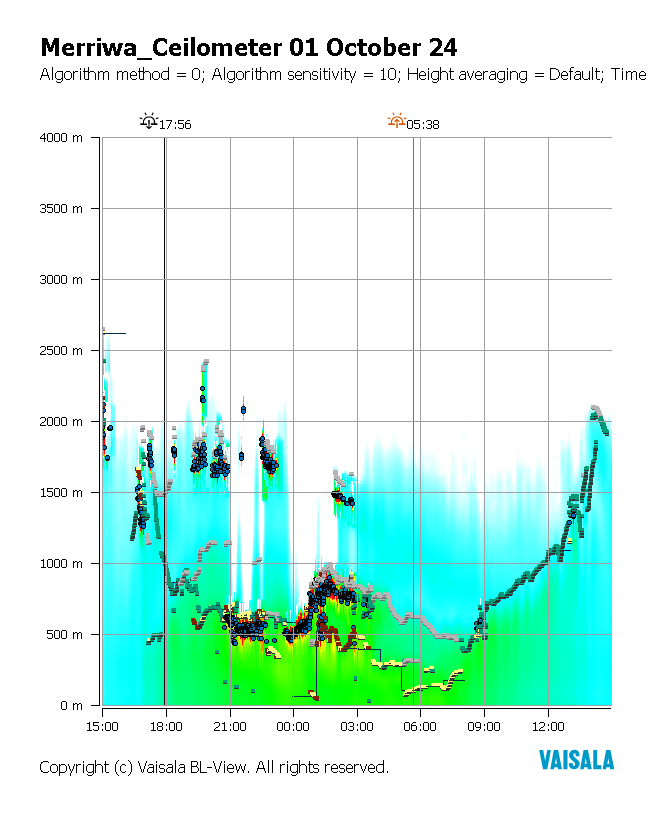 Merriwa_Ceilometer 01 October 24
Algorithm method = 0; Algorithm sensitivity = 10; Height averaging = Default; Time
17:56 05:38
4000 m
3500 m
3000 m
2500 m
2000 m
1500 m
1000 m
500 m
0 m
15:00 18:00 21:00 00:00 03:00 06:00 09:00 12:00
Copyright (c) Vaisala BL-View. All rights reserved.
VAISALA